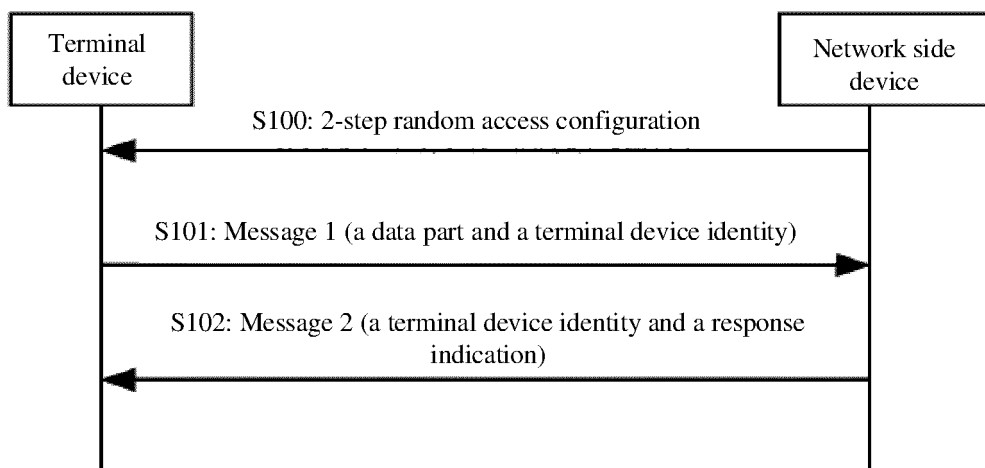 Terminal
device
Network side
device
S100: 2-step random access configuration
S101: Message 1 (a data part and a terminal device identity)
S102: Message 2 (a terminal device identity and a response
indication)